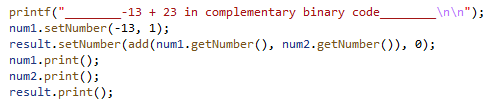 printf("________-13 + 23 in complementary binary code________\n\n");
num1.setNumber(-13, 1);
result.setNumber(add(num1.getNumber(), num2.getNumber()), 0);
num1.print();
num2.print();
result.print();